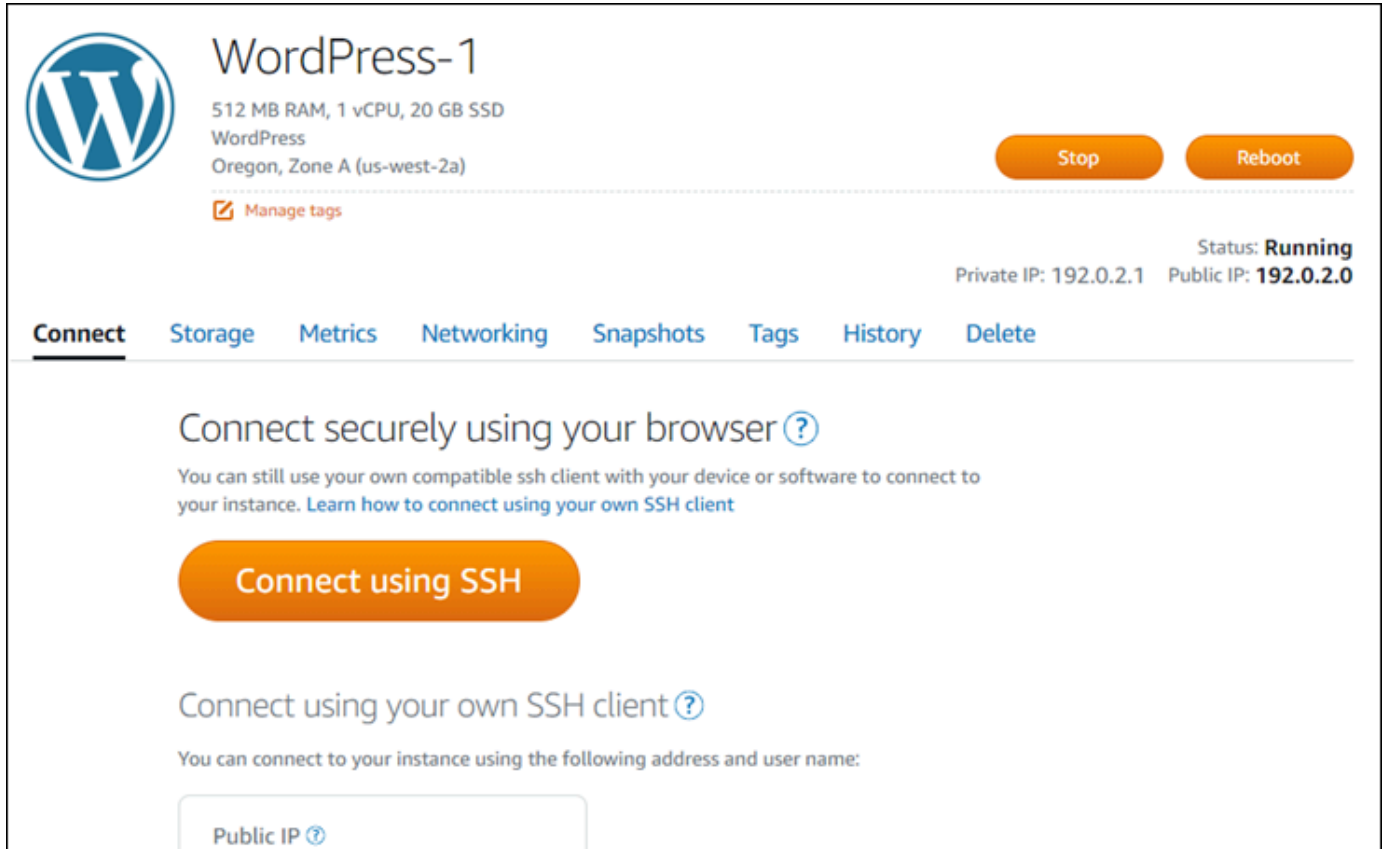 WordPress-1
512 MB RAM, 1 vCPU, 20 GB SSD
WordPress
Oregon, Zone A (us-west-2a)
Stop
Reboot
Manage tags
Status: Running
Private IP: 192.0.2.1 Public IP: 192.0.2.0
Connect Storage Metrics Networking Snapshots Tags History Delete
Connect securely using your browser ?
You can still use your own compatible ssh client with your device or software to connect to
your instance. Learn how to connect using your own SSH client
Connect using SSH
Connect using your own SSH client ?
You can connect to your instance using the following address and user name:
Public IP ?